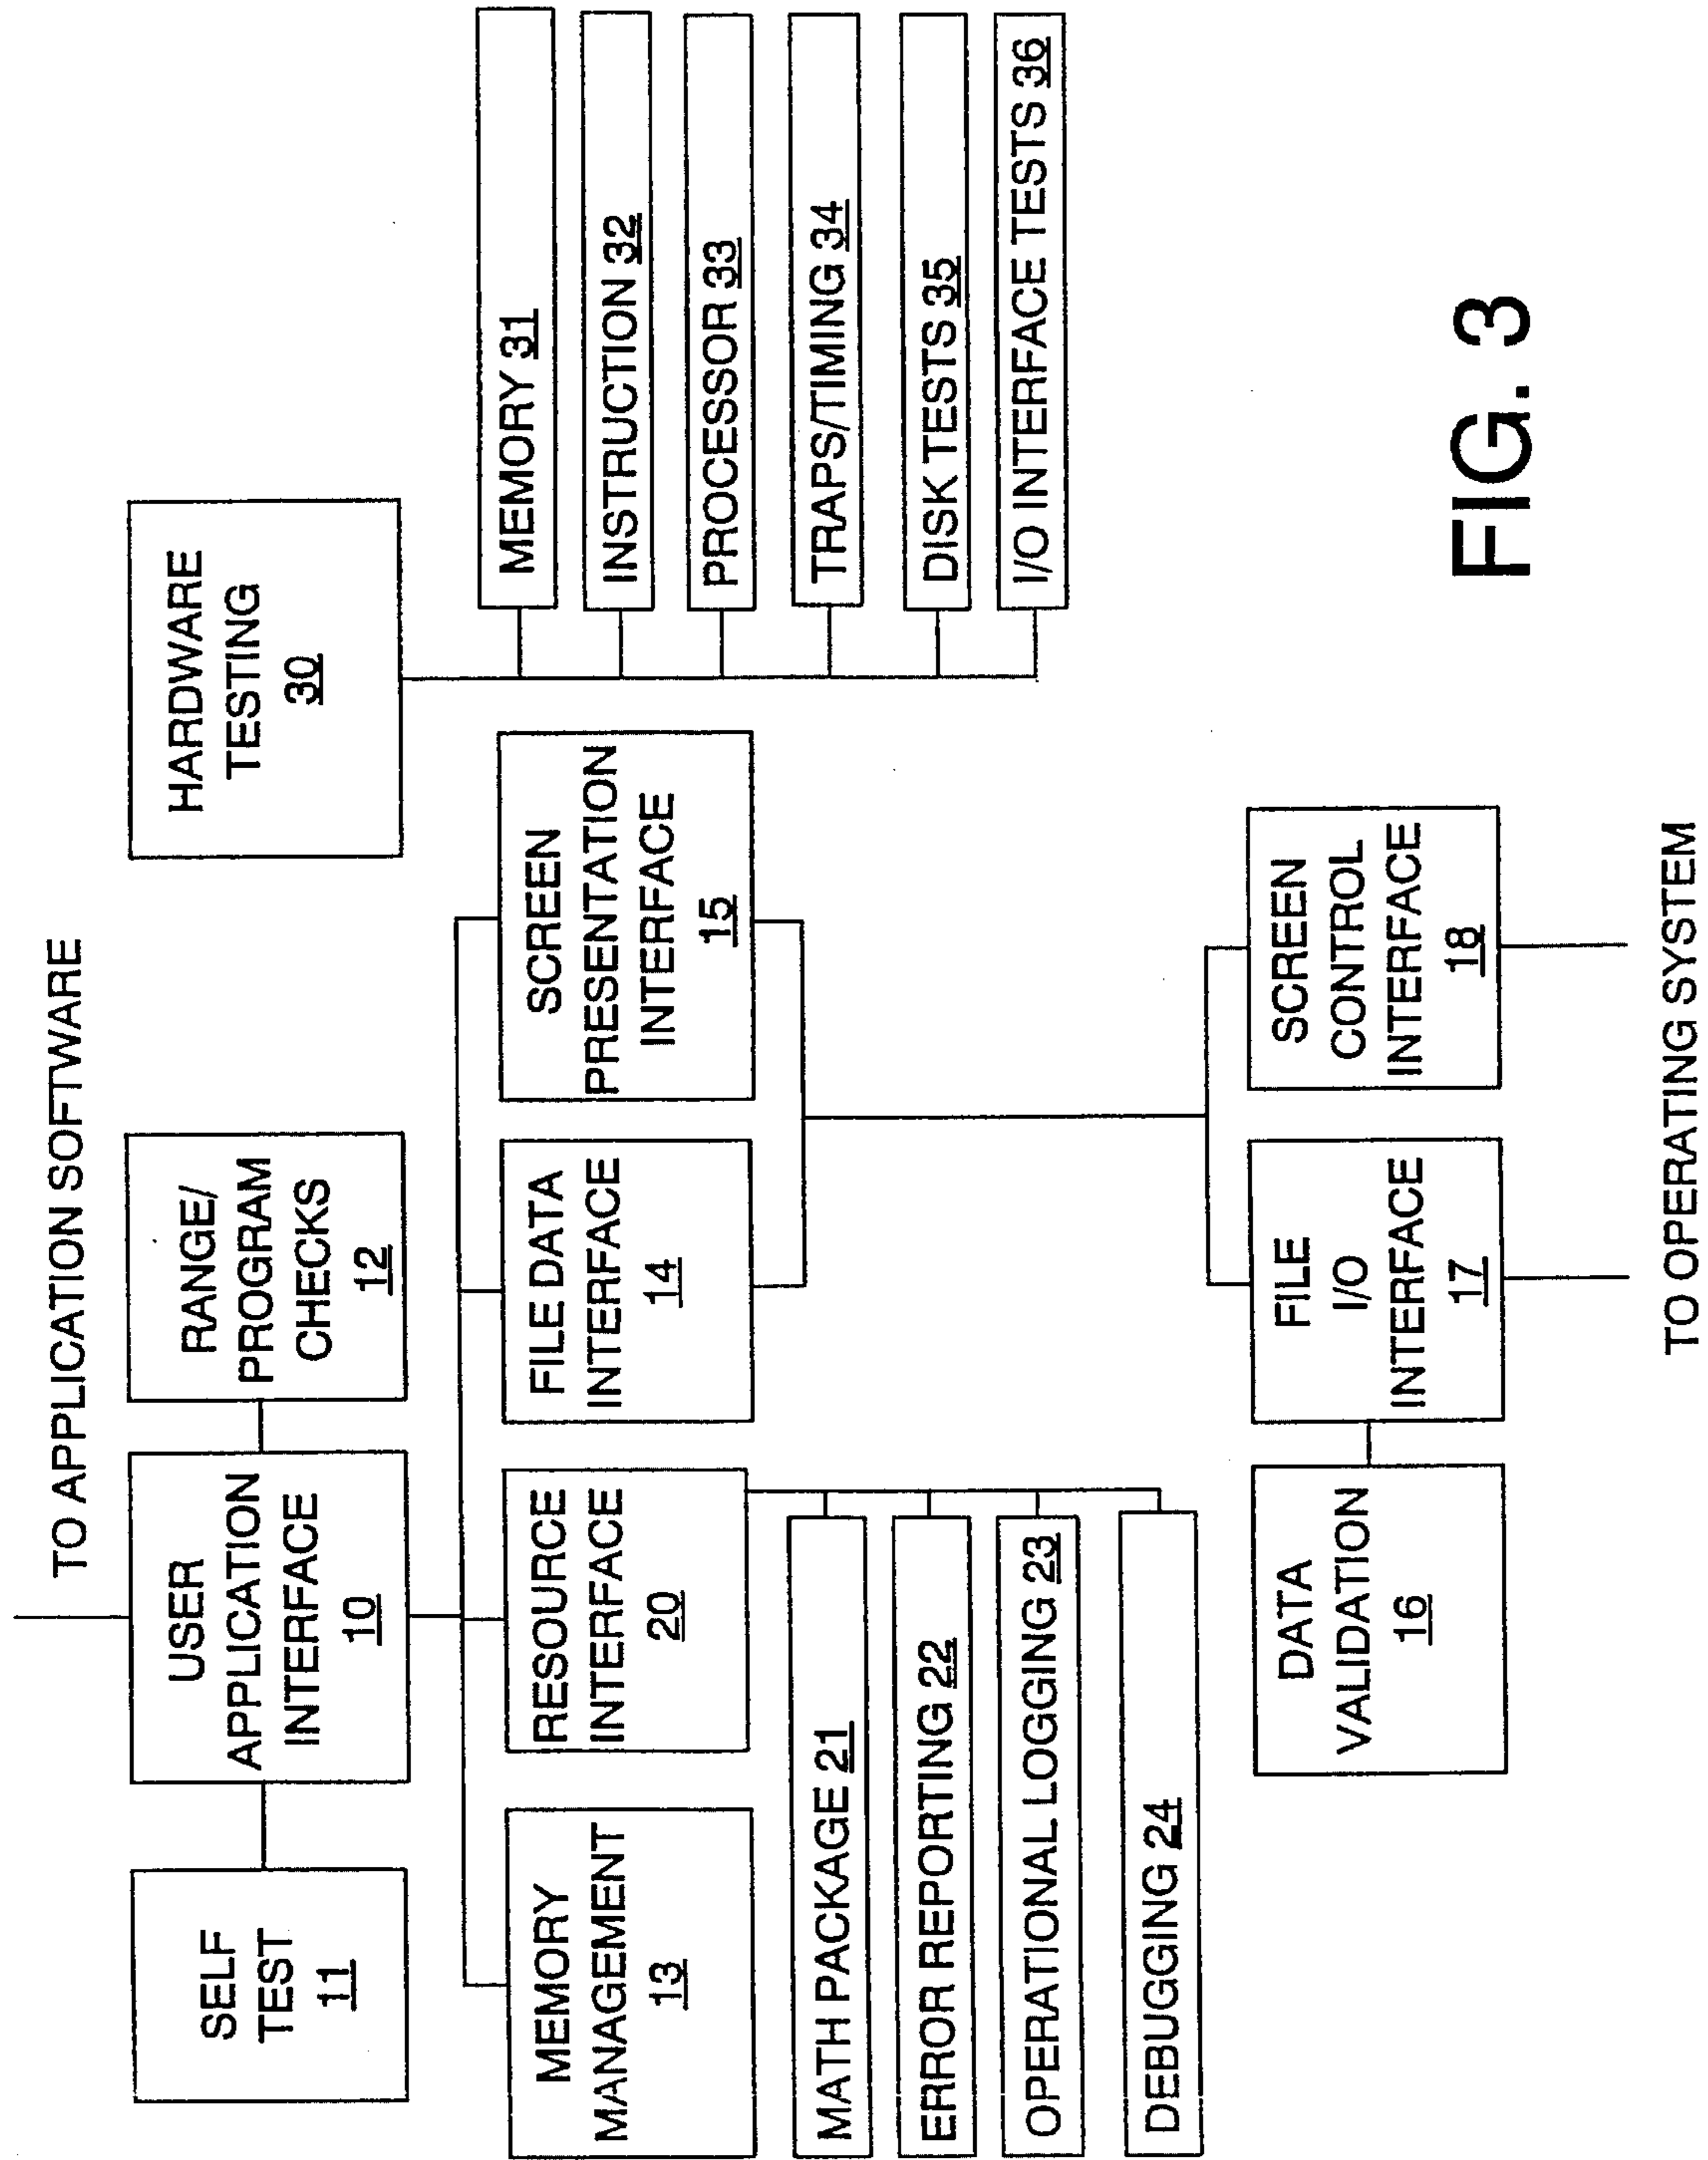 TO APPLICATION SOFTWARE
SELF
TEST
11
USER
APPLICATION
INTERFACE
10
RANGE/
PROGRAM
CHECKS
12
HARDWARE
TESTING
30
MEMORY
MANAGEMENT
13
RESOURCE
INTERFACE
20
FILE DATA
INTERFACE
14
SCREEN
PRESENTATION
INTERFACE
15
MEMORY 31
INSTRUCTION 32
PROCESSOR 33
TRAPS/TIMING 34
DISK TESTS 35
I/O INTERFACE TESTS 36
MATH PACKAGE 21
ERROR REPORTING 22
OPERATIONAL LOGGING 23
DEBUGGING 24
DATA
VALIDATION
16
FILE
I/O
INTERFACE
17
SCREEN
CONTROL
INTERFACE
18
TO OPERATING SYSTEM
FIG. 3